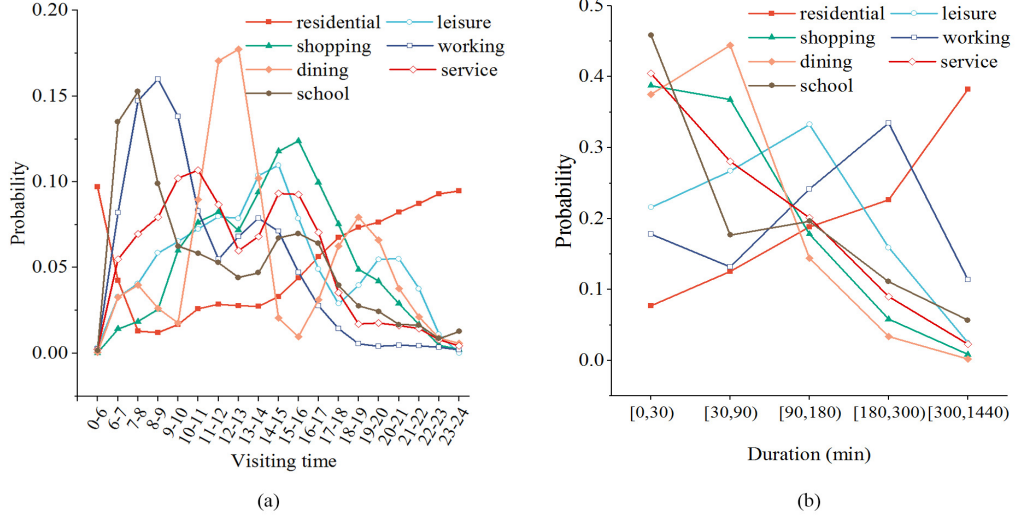 0.20
0.15
0.10
0.05
0.00
Probability
residential
leisure
shopping
working
dining
service
school
0-6
6-7
7-8
8-9
9-10
10-11
11-12
12-13
13-14
14-15
15-16
16-17
17-18
18-19
19-20
20-21
21-22
22-23
23-24
Visiting time
(a)
0.5
0.4
0.3
0.2
0.1
0.0
Probability
residential
leisure
shopping
working
dining
service
school
[0,30)
[30,90)
[90,180)
[180,300)
[300,1440)
Duration (min)
(b)